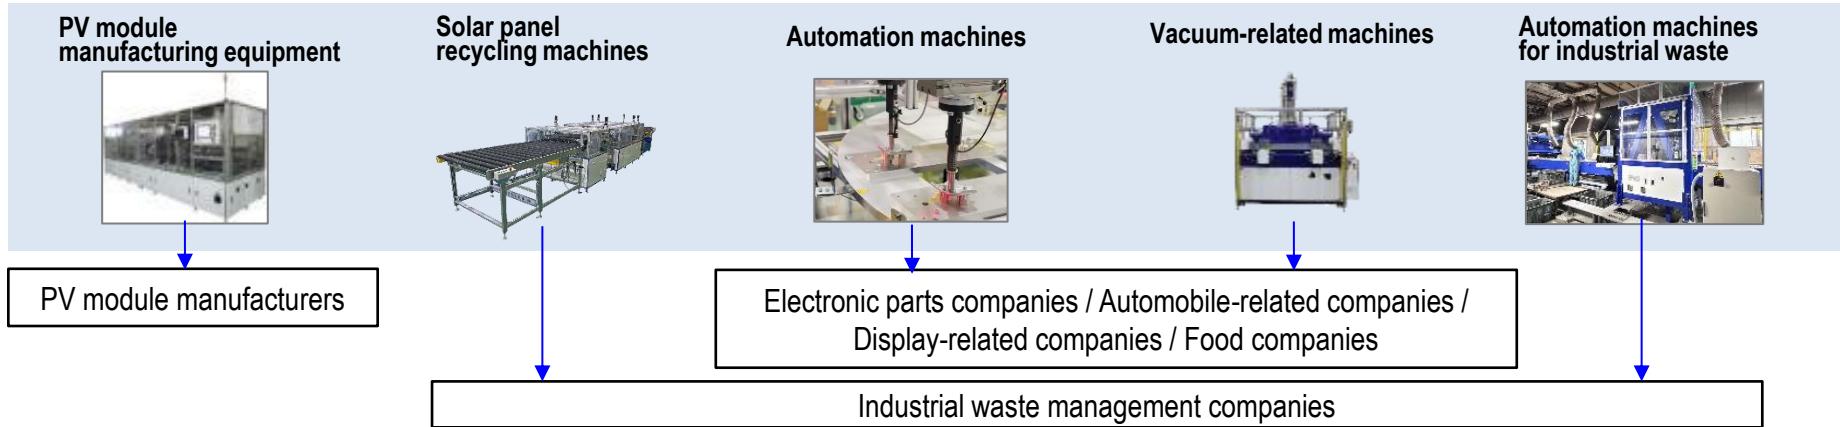 PV module
manufacturing equipment
Solar panel
recycling machines
Automation machines
Vacuum-related machines
Automation machines
for industrial waste
PV module manufacturers
Electronic parts companies / Automobile-related companies /
Display-related companies / Food companies
Industrial waste management companies